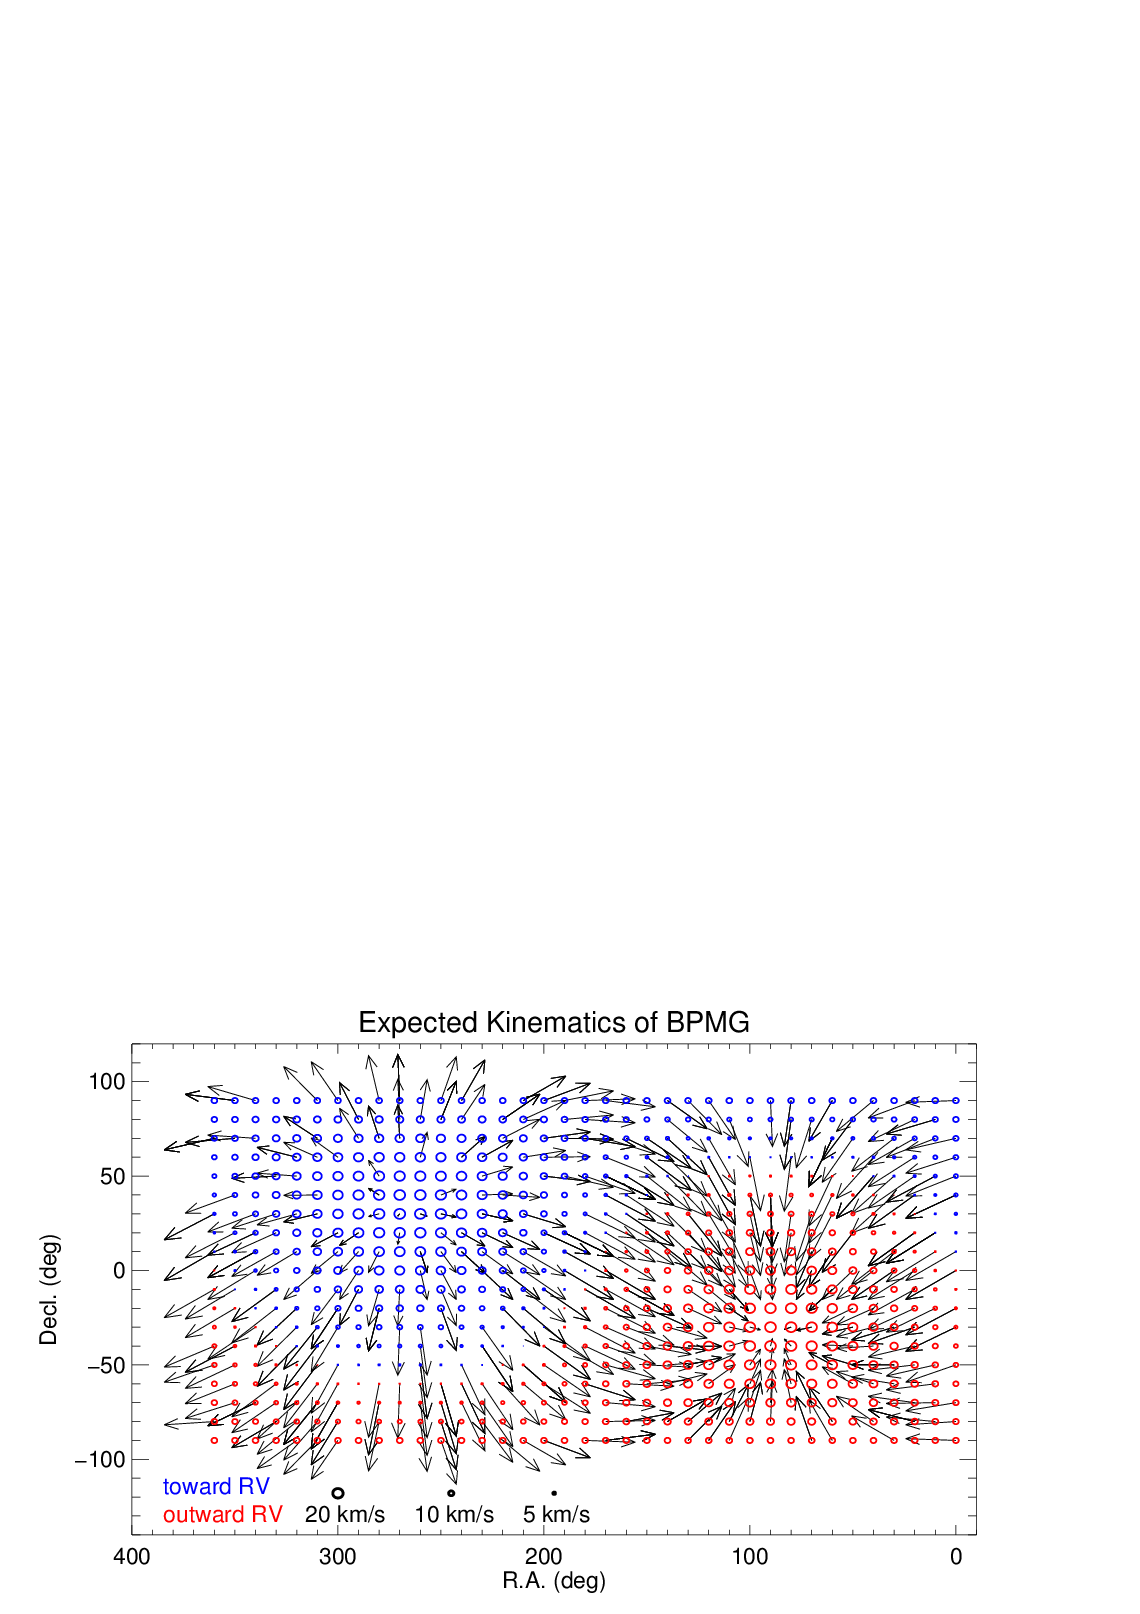 Expected Kinematics of BPMG
100
50
0
−50
−100
Decl. (deg)
toward RV
outward RV
20 km/s
10 km/s
5 km/s
400
300
200
100
0
R.A. (deg)